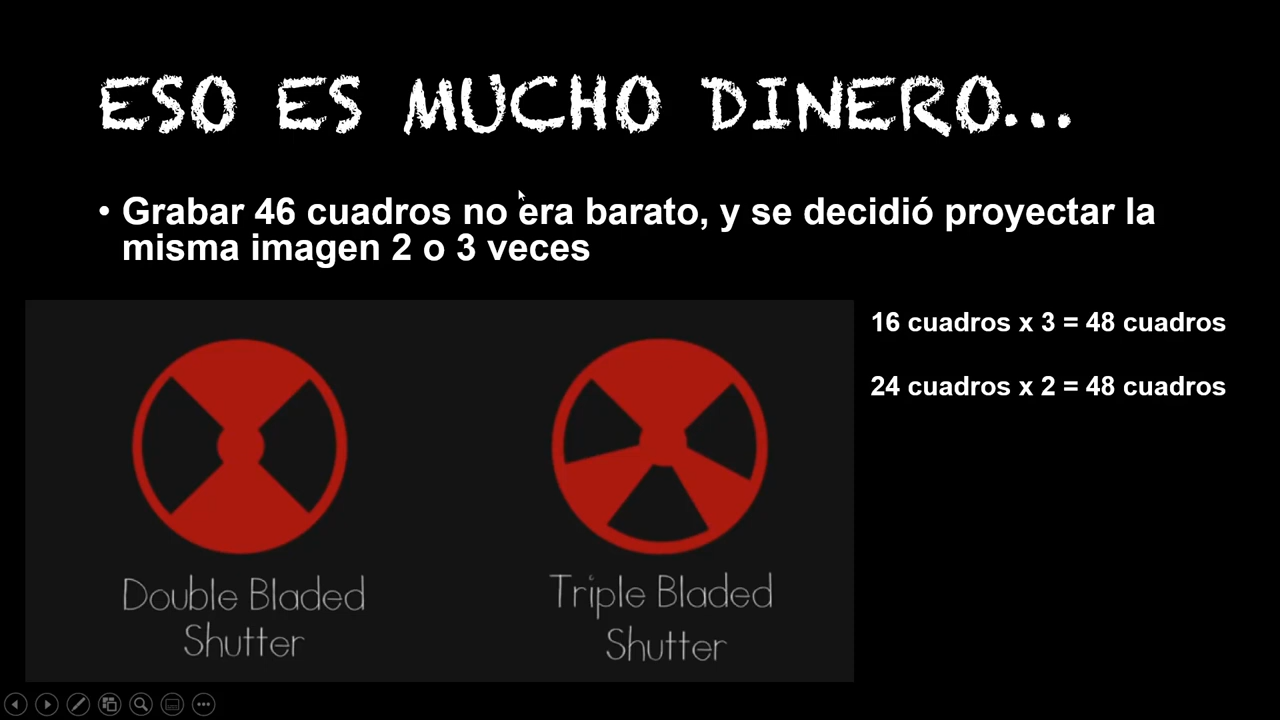 ESO ES MUCHO DINERO...
• Grabar 46 cuadros no era barato, y se decidió proyectar la
misma imagen 2 o 3 veces
16 cuadros x 3 = 48 cuadros
24 cuadros x 2 = 48 cuadros
Double Bladed
Shutter
Triple Bladed
Shutter